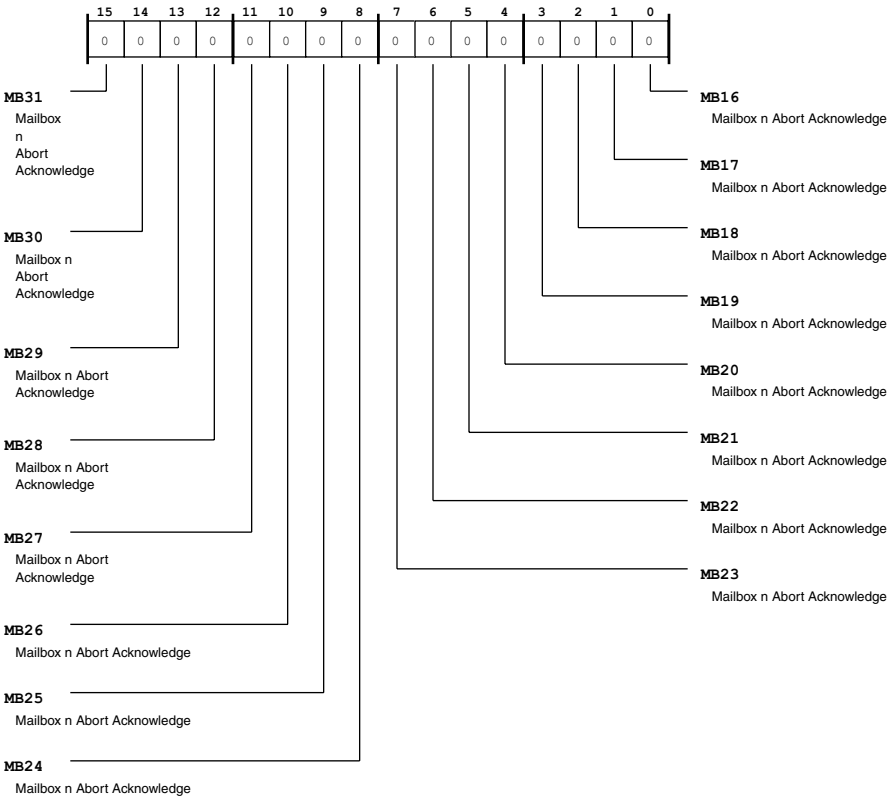 15 14 13 12 11 10 9 8 7 6 5 4 3 2 1 0
0 0 0 0 0 0 0 0 0 0 0 0 0 0 0 0
MB31
Mailbox
n
Abort
Acknowledge
MB30
Mailbox n
Abort
Acknowledge
MB29
Mailbox n Abort
Acknowledge
MB28
Mailbox n Abort
Acknowledge
MB27
Mailbox n Abort
Acknowledge
MB26
Mailbox n Abort Acknowledge
MB25
Mailbox n Abort Acknowledge
MB24
Mailbox n Abort Acknowledge
MB16
Mailbox n Abort Acknowledge
MB17
Mailbox n Abort Acknowledge
MB18
Mailbox n Abort Acknowledge
MB19
Mailbox n Abort Acknowledge
MB20
Mailbox n Abort Acknowledge
MB21
Mailbox n Abort Acknowledge
MB22
Mailbox n Abort Acknowledge
MB23
Mailbox n Abort Acknowledge